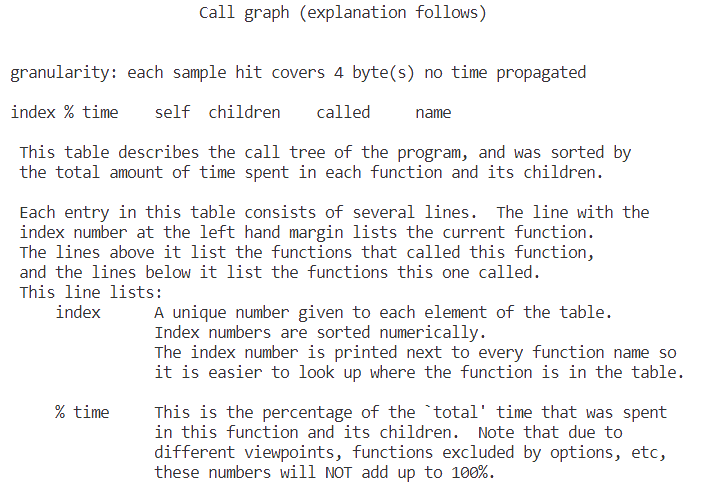 Call graph (explanation follows)
granularity: each sample hit covers 4 byte(s) no time propagated
index % time    self  children    called     name
This table describes the call tree of the program, and was sorted by
the total amount of time spent in each function and its children.
Each entry in this table consists of several lines.  The line with the
index number at the left hand margin lists the current function.
The lines above it list the functions that called this function,
and the lines below it list the functions this one called.
This line lists:
index      A unique number given to each element of the table.
Index numbers are sorted numerically.
The index number is printed next to every function name so
it is easier to look up where the function is in the table.
% time     This is the percentage of the `total' time that was spent
in this function and its children.  Note that due to
different viewpoints, functions excluded by options, etc,
these numbers will NOT add up to 100%.